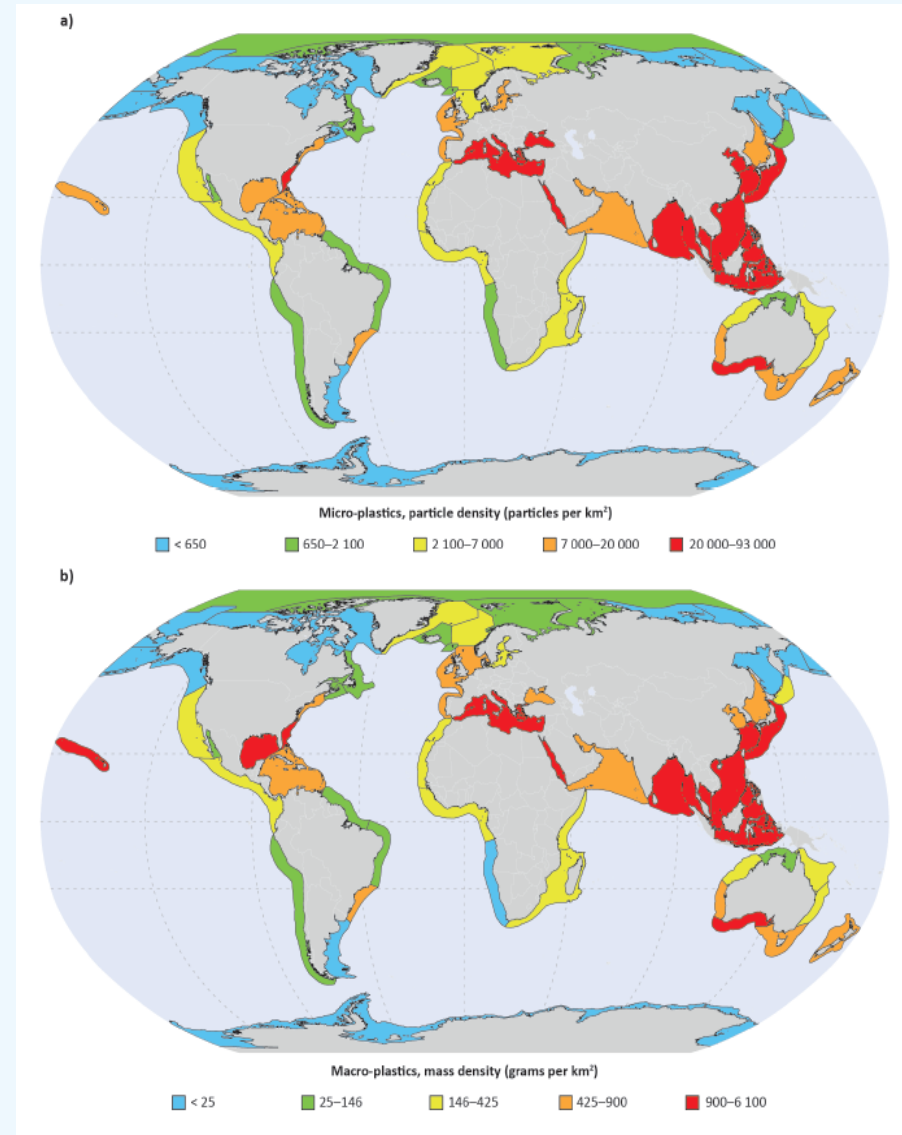 a)
Micro-plastics, particle density (particles per km²)
< 650 650–2 100 2 100–7 000 7 000–20 000 20 000–93 000
b)
Macro-plastics, mass density (grams per km²)
< 25 25–146 146–425 425–900 900–6 100